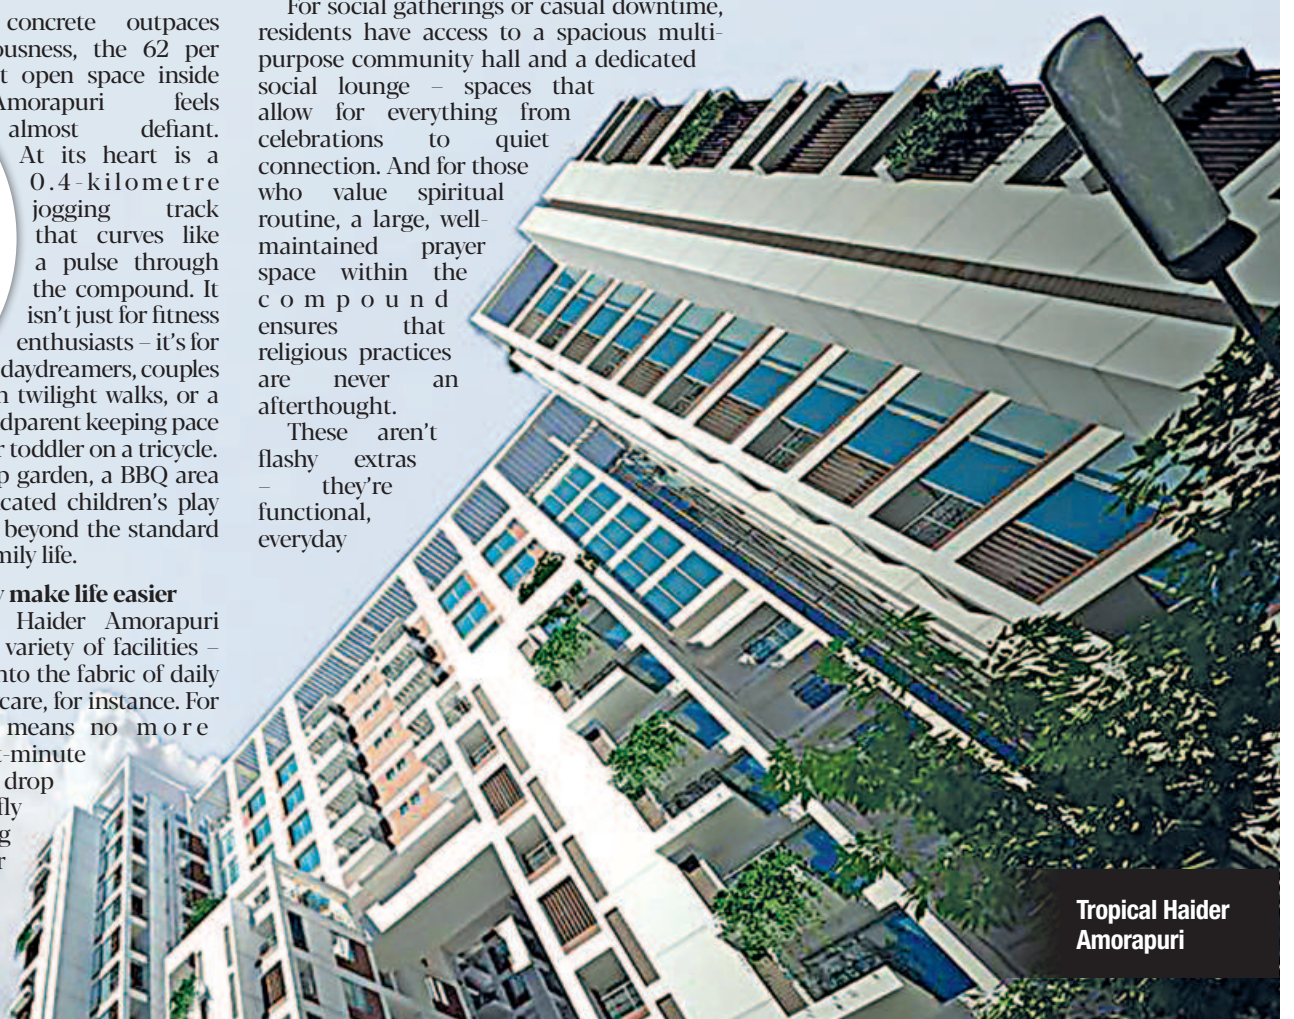 concrete outpaces
the 62 per
open space inside
Amorapuri feels
almost defiant.
At its heart is a
0.4-kilometre
jogging track
that curves like
a pulse through
the compound. It
isn't just for fitness
enthusiasts – it's for
daydreamers, couples
twilight walks, or a
keeping pace
toddler on a tricycle.
garden, a BBQ area
children's play
beyond the standard
life.
make life easier
Haider Amorapuri
variety of facilities –
the fabric of daily
care, for instance. For
means no more
drop
For social gatherings or casual downtime,
residents have access to a spacious multi-
purpose community hall and a dedicated
social lounge – spaces that
allow for everything from
celebrations to quiet
connection. And for those
who value spiritual
routine, a large, well-
maintained prayer
space within the
compound
ensures that
religious practices
are never an
afterthought.
These aren't
flashy extras
– they're
functional,
everyday
Tropical Haider
Amorapuri